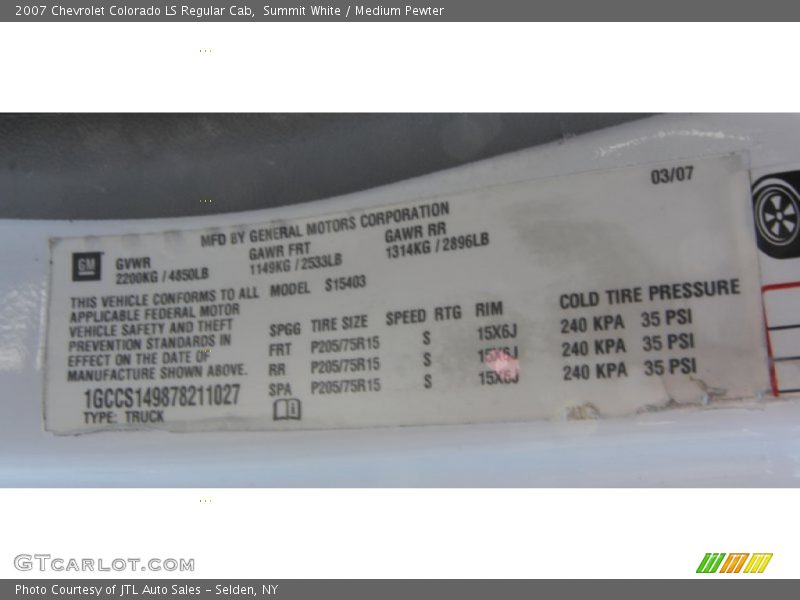 2007 Chevrolet Colorado LS Regular Cab,  Summit White / Medium Pewter
03/07
MFD BY GENERAL MOTORS CORPORATION
GM
GVWR
2200KG / 4850LB
GAWR FRT
1149KG / 2533LB
GAWR RR
1314KG / 2896LB
THIS VEHICLE CONFORMS TO ALL
APPLICABLE FEDERAL MOTOR
VEHICLE SAFETY AND THEFT
PREVENTION STANDARDS IN
EFFECT ON THE DATE OF
MANUFACTURE SHOWN ABOVE.
1GCCS149878211027
TYPE: TRUCK
MODEL S15403
SPGG TIRE SIZE SPEED RTG RIM COLD TIRE PRESSURE
FRT P205/75R15 S 15X6J 240 KPA 35 PSI
RR P205/75R15 S 15X6J 240 KPA 35 PSI
SPA P205/75R15 S 15X6J 240 KPA 35 PSI
GTCARLOT.COM
Photo Courtesy of JTL Auto Sales - Selden, NY